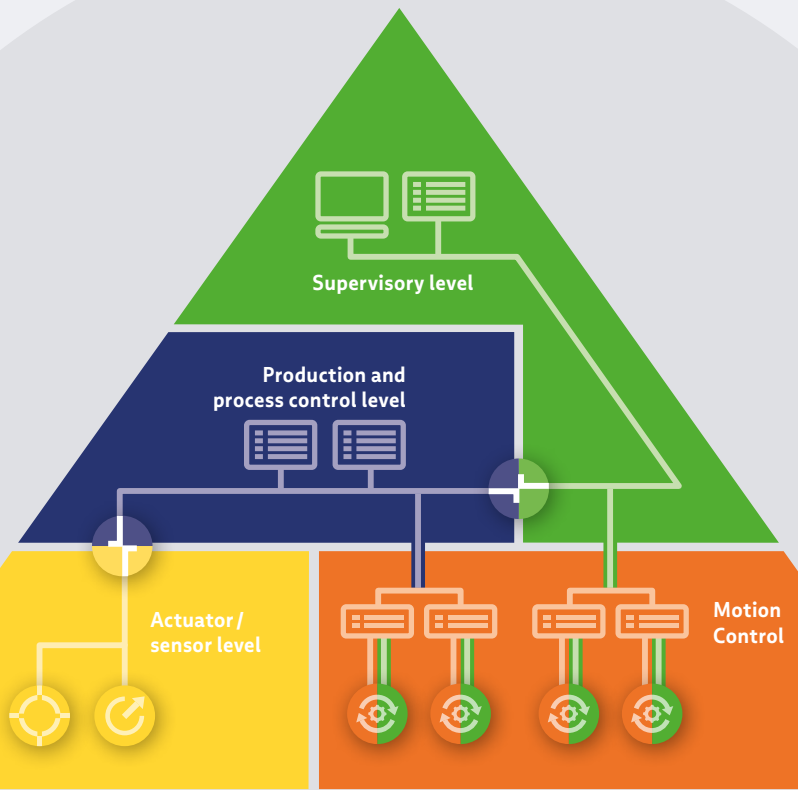 Supervisory level
Production and
process control level
Actuator /
sensor level
Motion
Control